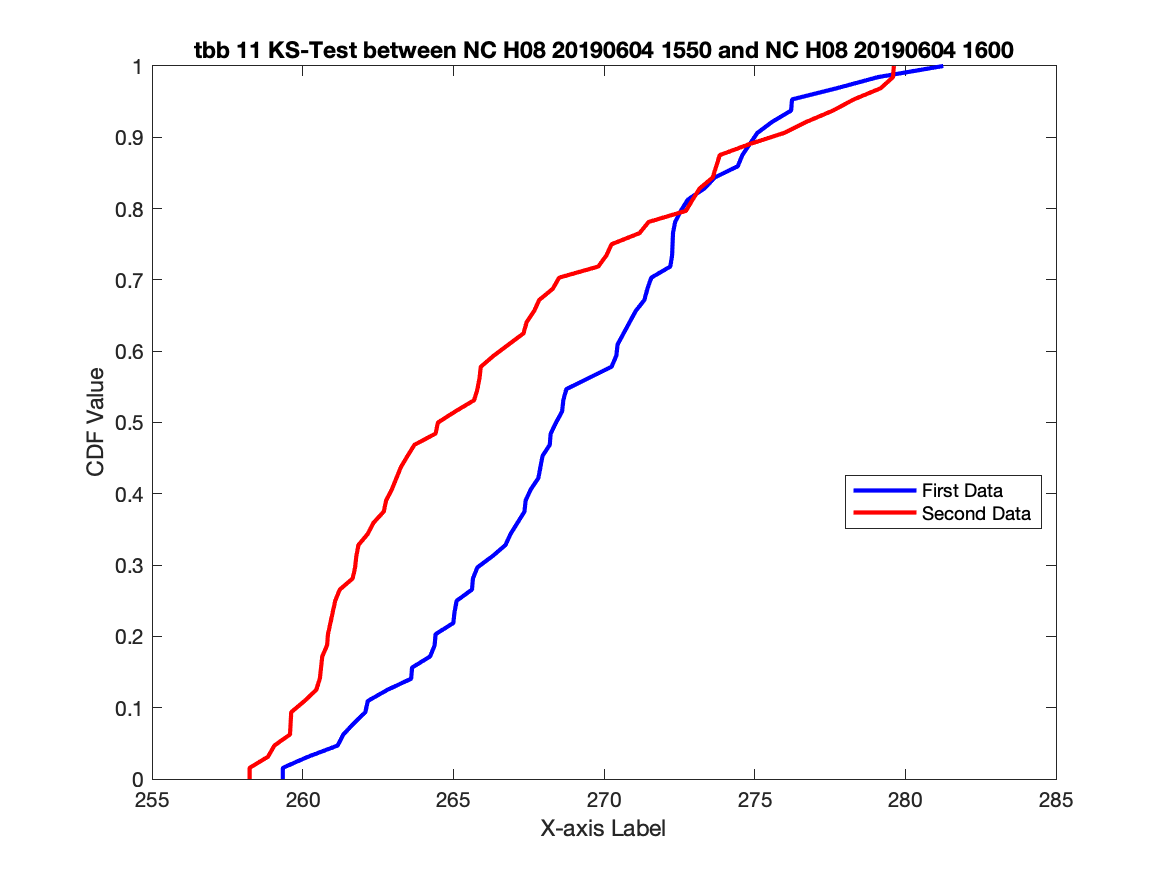 tbb 11 KS-Test between NC H08 20190604 1550 and NC H08 20190604 1600
1
0.9
0.8
0.7
0.6
0.5
0.4
0.3
0.2
0.1
0
CDF Value
First Data
Second Data
255 260 265 270 275 280 285
X-axis Label